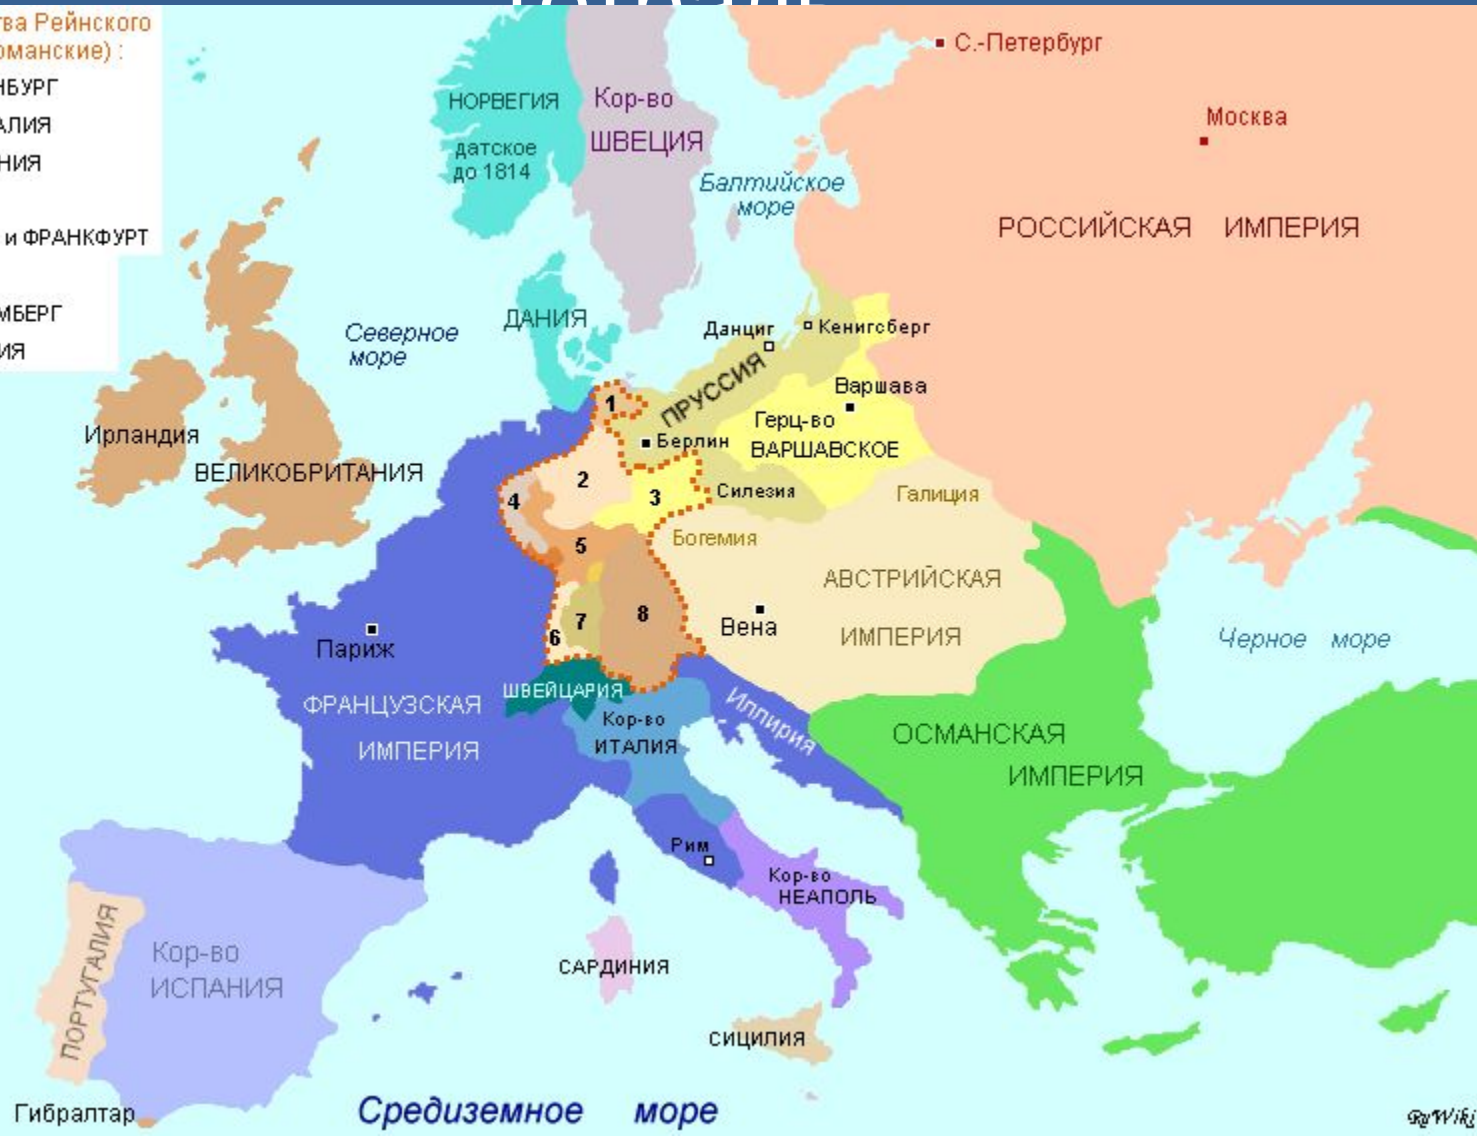 ва Рейнского
манские) :
БУРГ
АЛИЯ
НИЯ
и ФРАНКФУРТ
МБЕРГ
ИЯ
С.-Петербург
Москва
РОССИЙСКАЯ ИМПЕРИЯ
НОРВЕГИЯ
датское
до 1814
Кор-во
ШВЕЦИЯ
Балтийское
море
Северное
море
ДАНИЯ
Данциг
Кенигсберг
ПРУССИЯ
Варшава
Герц-во
ВАРШАВСКОЕ
Берлин
Ирландия
ВЕЛИКОБРИТАНИЯ
1
2
3
4
5
6
7
8
Силезия
Галиция
Богемия
АВСТРИЙСКАЯ
ИМПЕРИЯ
Вена
Черное море
Париж
ФРАНЦУЗСКАЯ
ИМПЕРИЯ
ШВЕЙЦАРИЯ
Кор-во
ИТАЛИЯ
Иллирия
ОСМАНСКАЯ
ИМПЕРИЯ
Рим
Кор-во
НЕАПОЛЬ
ПОРТУГАЛИЯ
Кор-во
ИСПАНИЯ
САРДИНИЯ
СИЦИЛИЯ
Гибралтар
Средиземное море
RuWiki